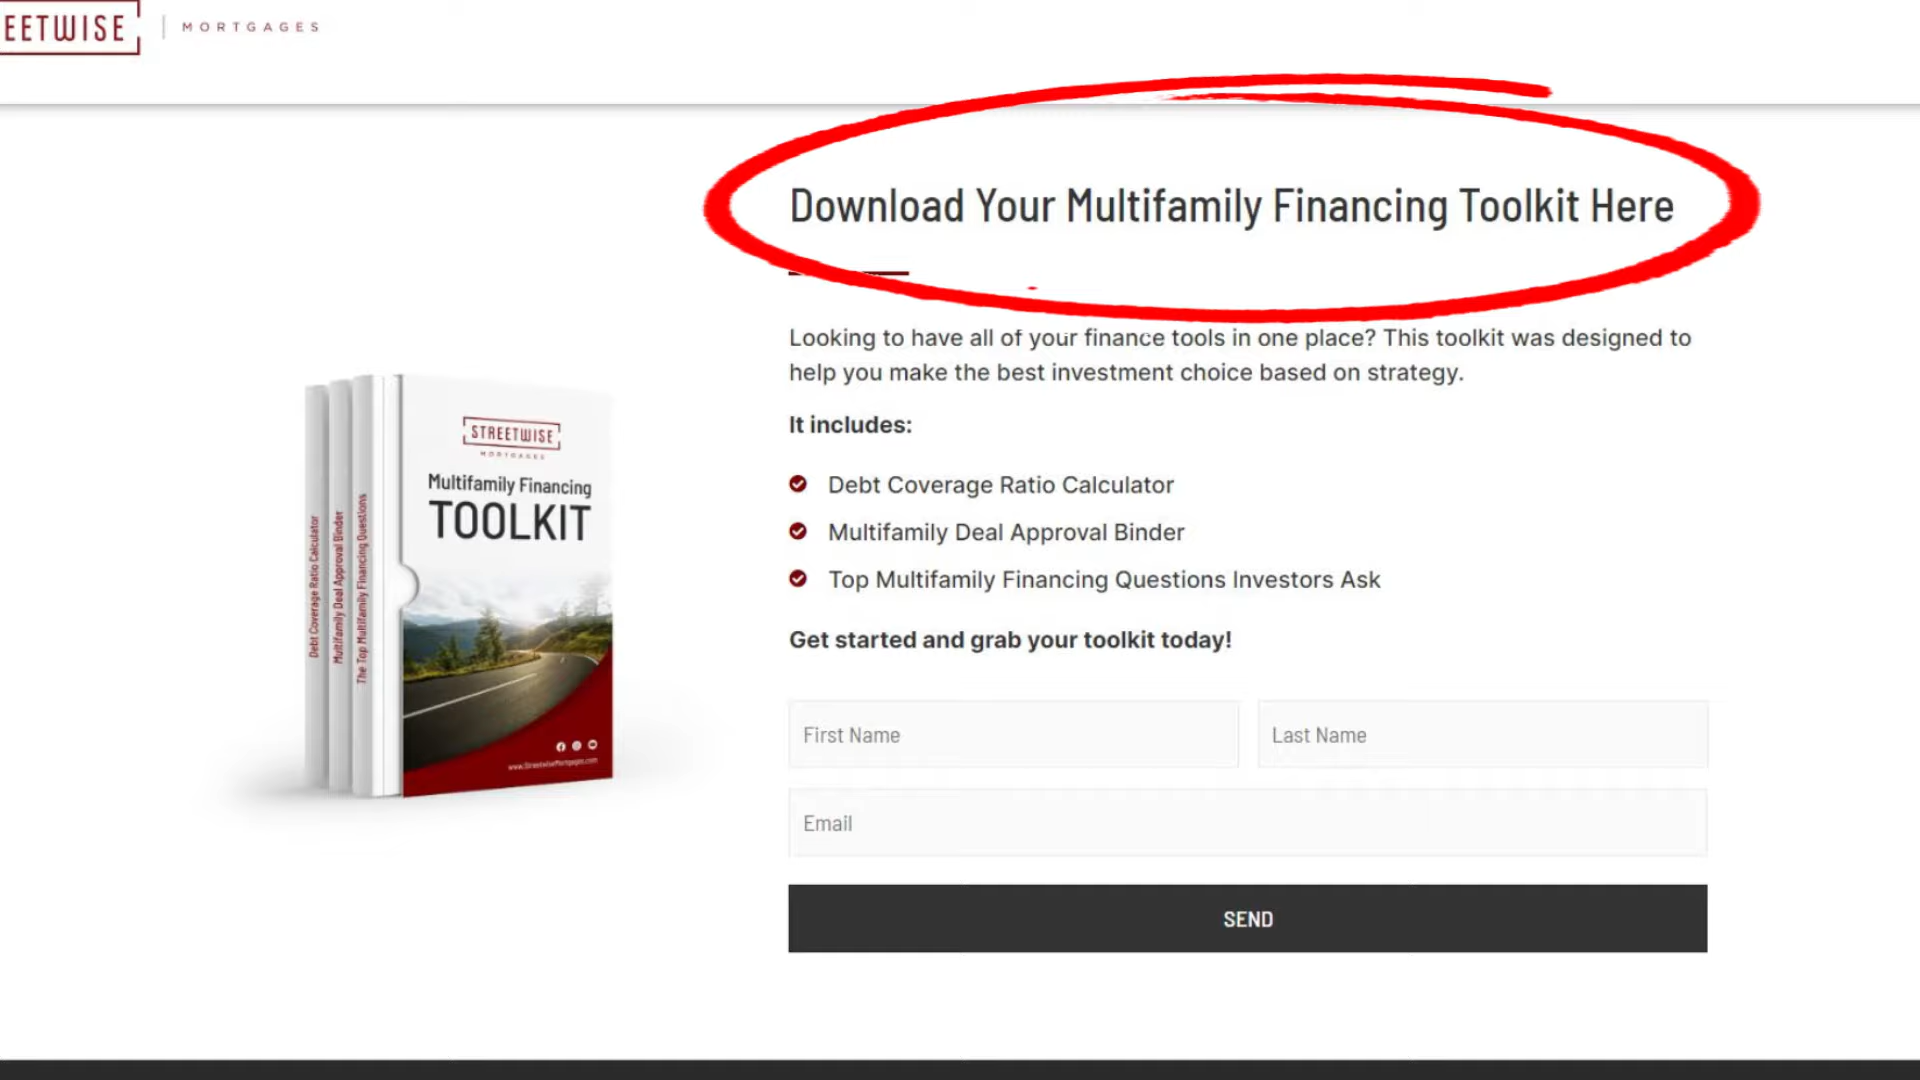 EETWISE
MORTGAGES
Download Your Multifamily Financing Toolkit Here
Looking to have all of your finance tools in one place? This toolkit was designed to
help you make the best investment choice based on strategy.
It includes:
Debt Coverage Ratio Calculator
Multifamily Deal Approval Binder
Top Multifamily Financing Questions Investors Ask
Get started and grab your toolkit today!
First Name
Last Name
Email
SEND
STREETWISE
MORTGAGES
Multifamily Financing
TOOLKIT
www.StreetwiseMortgages.com
Debt Coverage Ratio Calculator
Multifamily Deal Approval Binder
The Top Multifamily Financing Questions